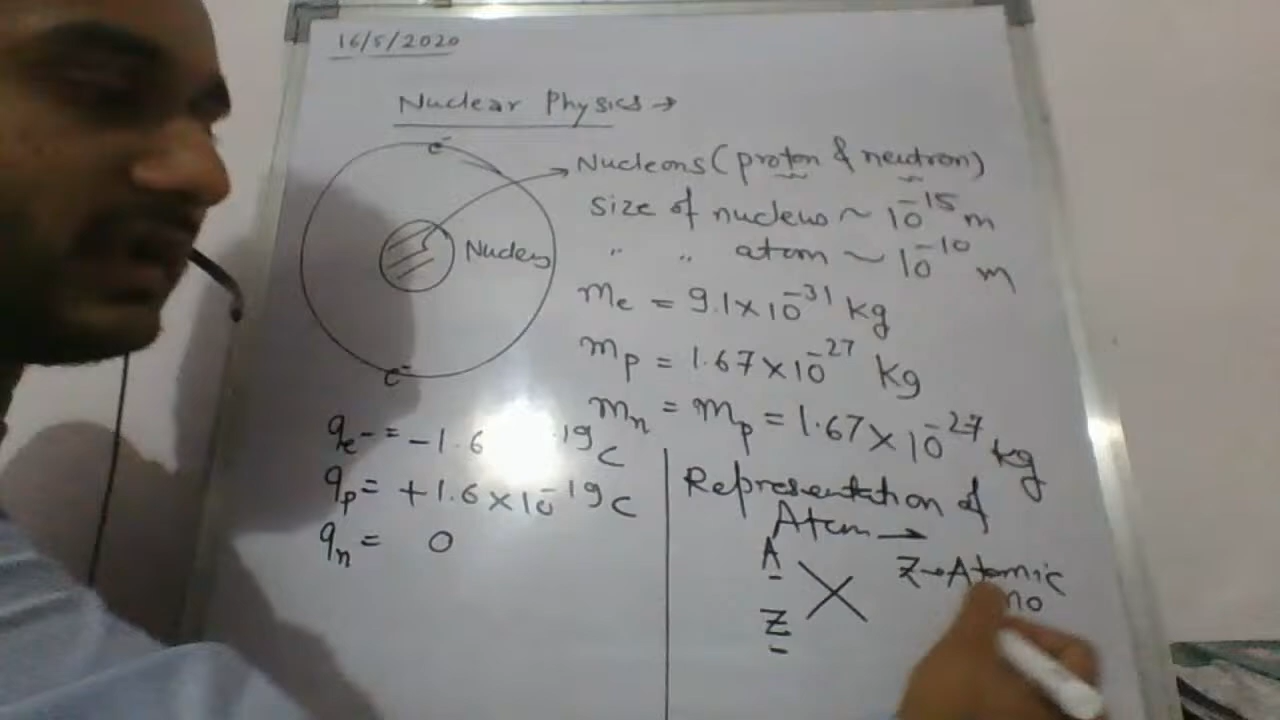 16/5/2020
Nuclear Physics →
e⁻
Nucleons (proton & neutron)
size of nucleus ~ 10⁻¹⁵ m
" " atom ~ 10⁻¹⁰ m
Nucleus
mₑ = 9.1×10⁻³¹ kg
mₚ = 1.67×10⁻²⁷ kg
e⁻
mₙ = mₚ = 1.67×10⁻²⁷ kg
qₑ⁻ = -1.6 19 C
qₚ = +1.6×10⁻¹⁹ C
qₙ = 0
Representation of
Atom →
A
X
Z
Z→Atomic
no